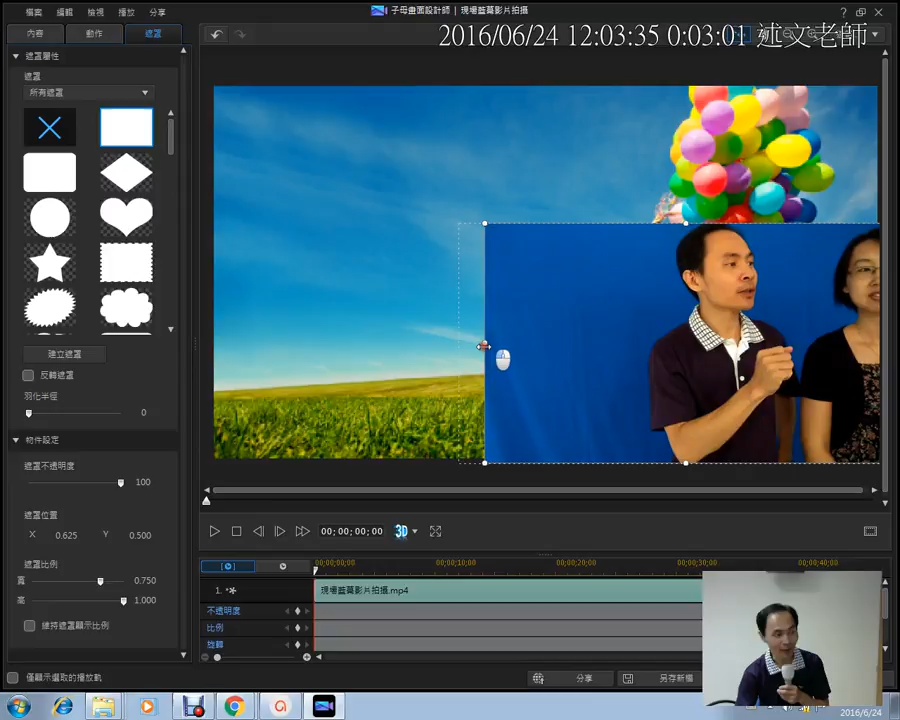 檔案 編輯 檢視 播放 分享
子母畫面設計師 | 現場藍幕影片拍攝
?
2016/06/24 12:03:35 0:03:01 述文老師
內容 動作 遮罩
遮罩屬性
遮罩
所有遮罩
建立遮罩
反轉遮罩
羽化半徑
0
物件設定
遮罩不透明度
100
遮罩位置
X 0.625 Y 0.500
遮罩比例
寬 0.750
高 1.000
維持遮罩顯示比例
00;00;00;00 3D
00;00;00;00 00;00;10;00 00;00;20;00 00;00;30;00 00;00;40;00
1. 現場藍幕影片拍攝.mp4
不透明度
比例
旋轉
僅顯示選取的播放軌
分享 另存新檔
2016/6/24